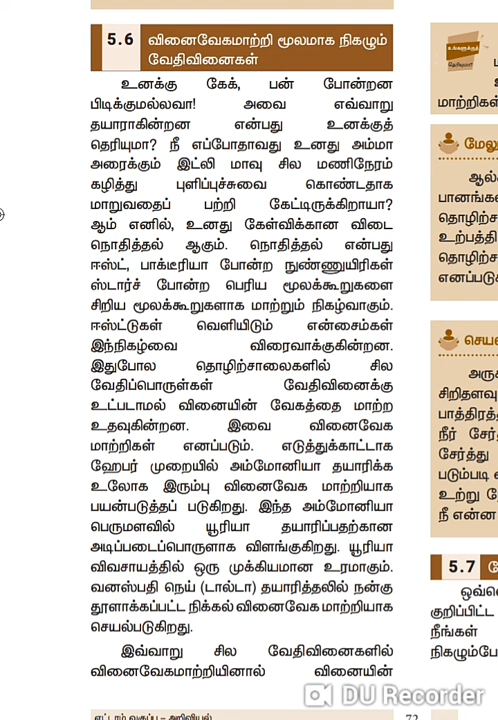 5.6 வினைவேகமாற்றி மூலமாக நிகழும்
வேதிவினைகள்
உனக்கு கேக், பன் போன்றன
பிடிக்குமல்லவா! அவை எவ்வாறு
தயாராகின்றன என்பது உனக்குத்
தெரியுமா? நீ எப்போதாவது உனது அம்மா
அரைக்கும் இட்லி மாவு சில மணிநேரம்
கழித்து புளிப்புச்சுவை கொண்டதாக
மாறுவதைப் பற்றி கேட்டிருக்கிறாயா?
ஆம் எனில், உனது கேள்விக்கான விடை
நொதித்தல் ஆகும். நொதித்தல் என்பது
ஈஸ்ட், பாக்டீரியா போன்ற நுண்ணுயிரிகள்
ஸ்டார்ச் போன்ற பெரிய மூலக்கூறுகளை
சிறிய மூலக்கூறுகளாக மாற்றும் நிகழ்வாகும்.
ஈஸ்ட்டுகள் வெளியிடும் என்சைம்கள்
இந்நிகழ்வை விரைவாக்குகின்றன.
இதுபோல தொழிற்சாலைகளில் சில
வேதிப்பொருள்கள் வேதிவினைக்கு
உட்படாமல் வினையின் வேகத்தை மாற்ற
உதவுகின்றன. இவை வினைவேக
மாற்றிகள் எனப்படும். எடுத்துக்காட்டாக
ஹேபர் முறையில் அம்மோனியா தயாரிக்க
உலோக இரும்பு வினைவேக மாற்றியாக
பயன்படுத்தப் படுகிறது. இந்த அம்மோனியா
பெருமளவில் யூரியா தயாரிப்பதற்கான
அடிப்படைப்பொருளாக விளங்குகிறது. யூரியா
விவசாயத்தில் ஒரு முக்கியமான உரமாகும்.
வனஸ்பதி நெய் (டால்டா) தயாரித்தலில் நன்கு
தூளாக்கப்பட்ட நிக்கல் வினைவேக மாற்றியாக
செயல்படுகிறது.
இவ்வாறு சில வேதிவினைகளில்
வினைவேகமாற்றியினால் வினையின்
எட்டாம் வகுப்பு – அறிவியல்
72
உங்களுக்குத்
தெரியுமா?
மாற்றிகள்
மேலு
ஆல்
பானங்க
தொழிற்ச
உற்பத்தி
தொழிற்ச
எனப்படு
செயல்
அருக
சிறிதளவு
பாத்திரத்
நீர் சேர்
சேர்த்து
படும்படி
உற்று நே
நீ என்ன
5.7 வே
ஒவ்வெ
குறிப்பிட்ட
நீங்கள்
நிகழும்போ
DU Recorder